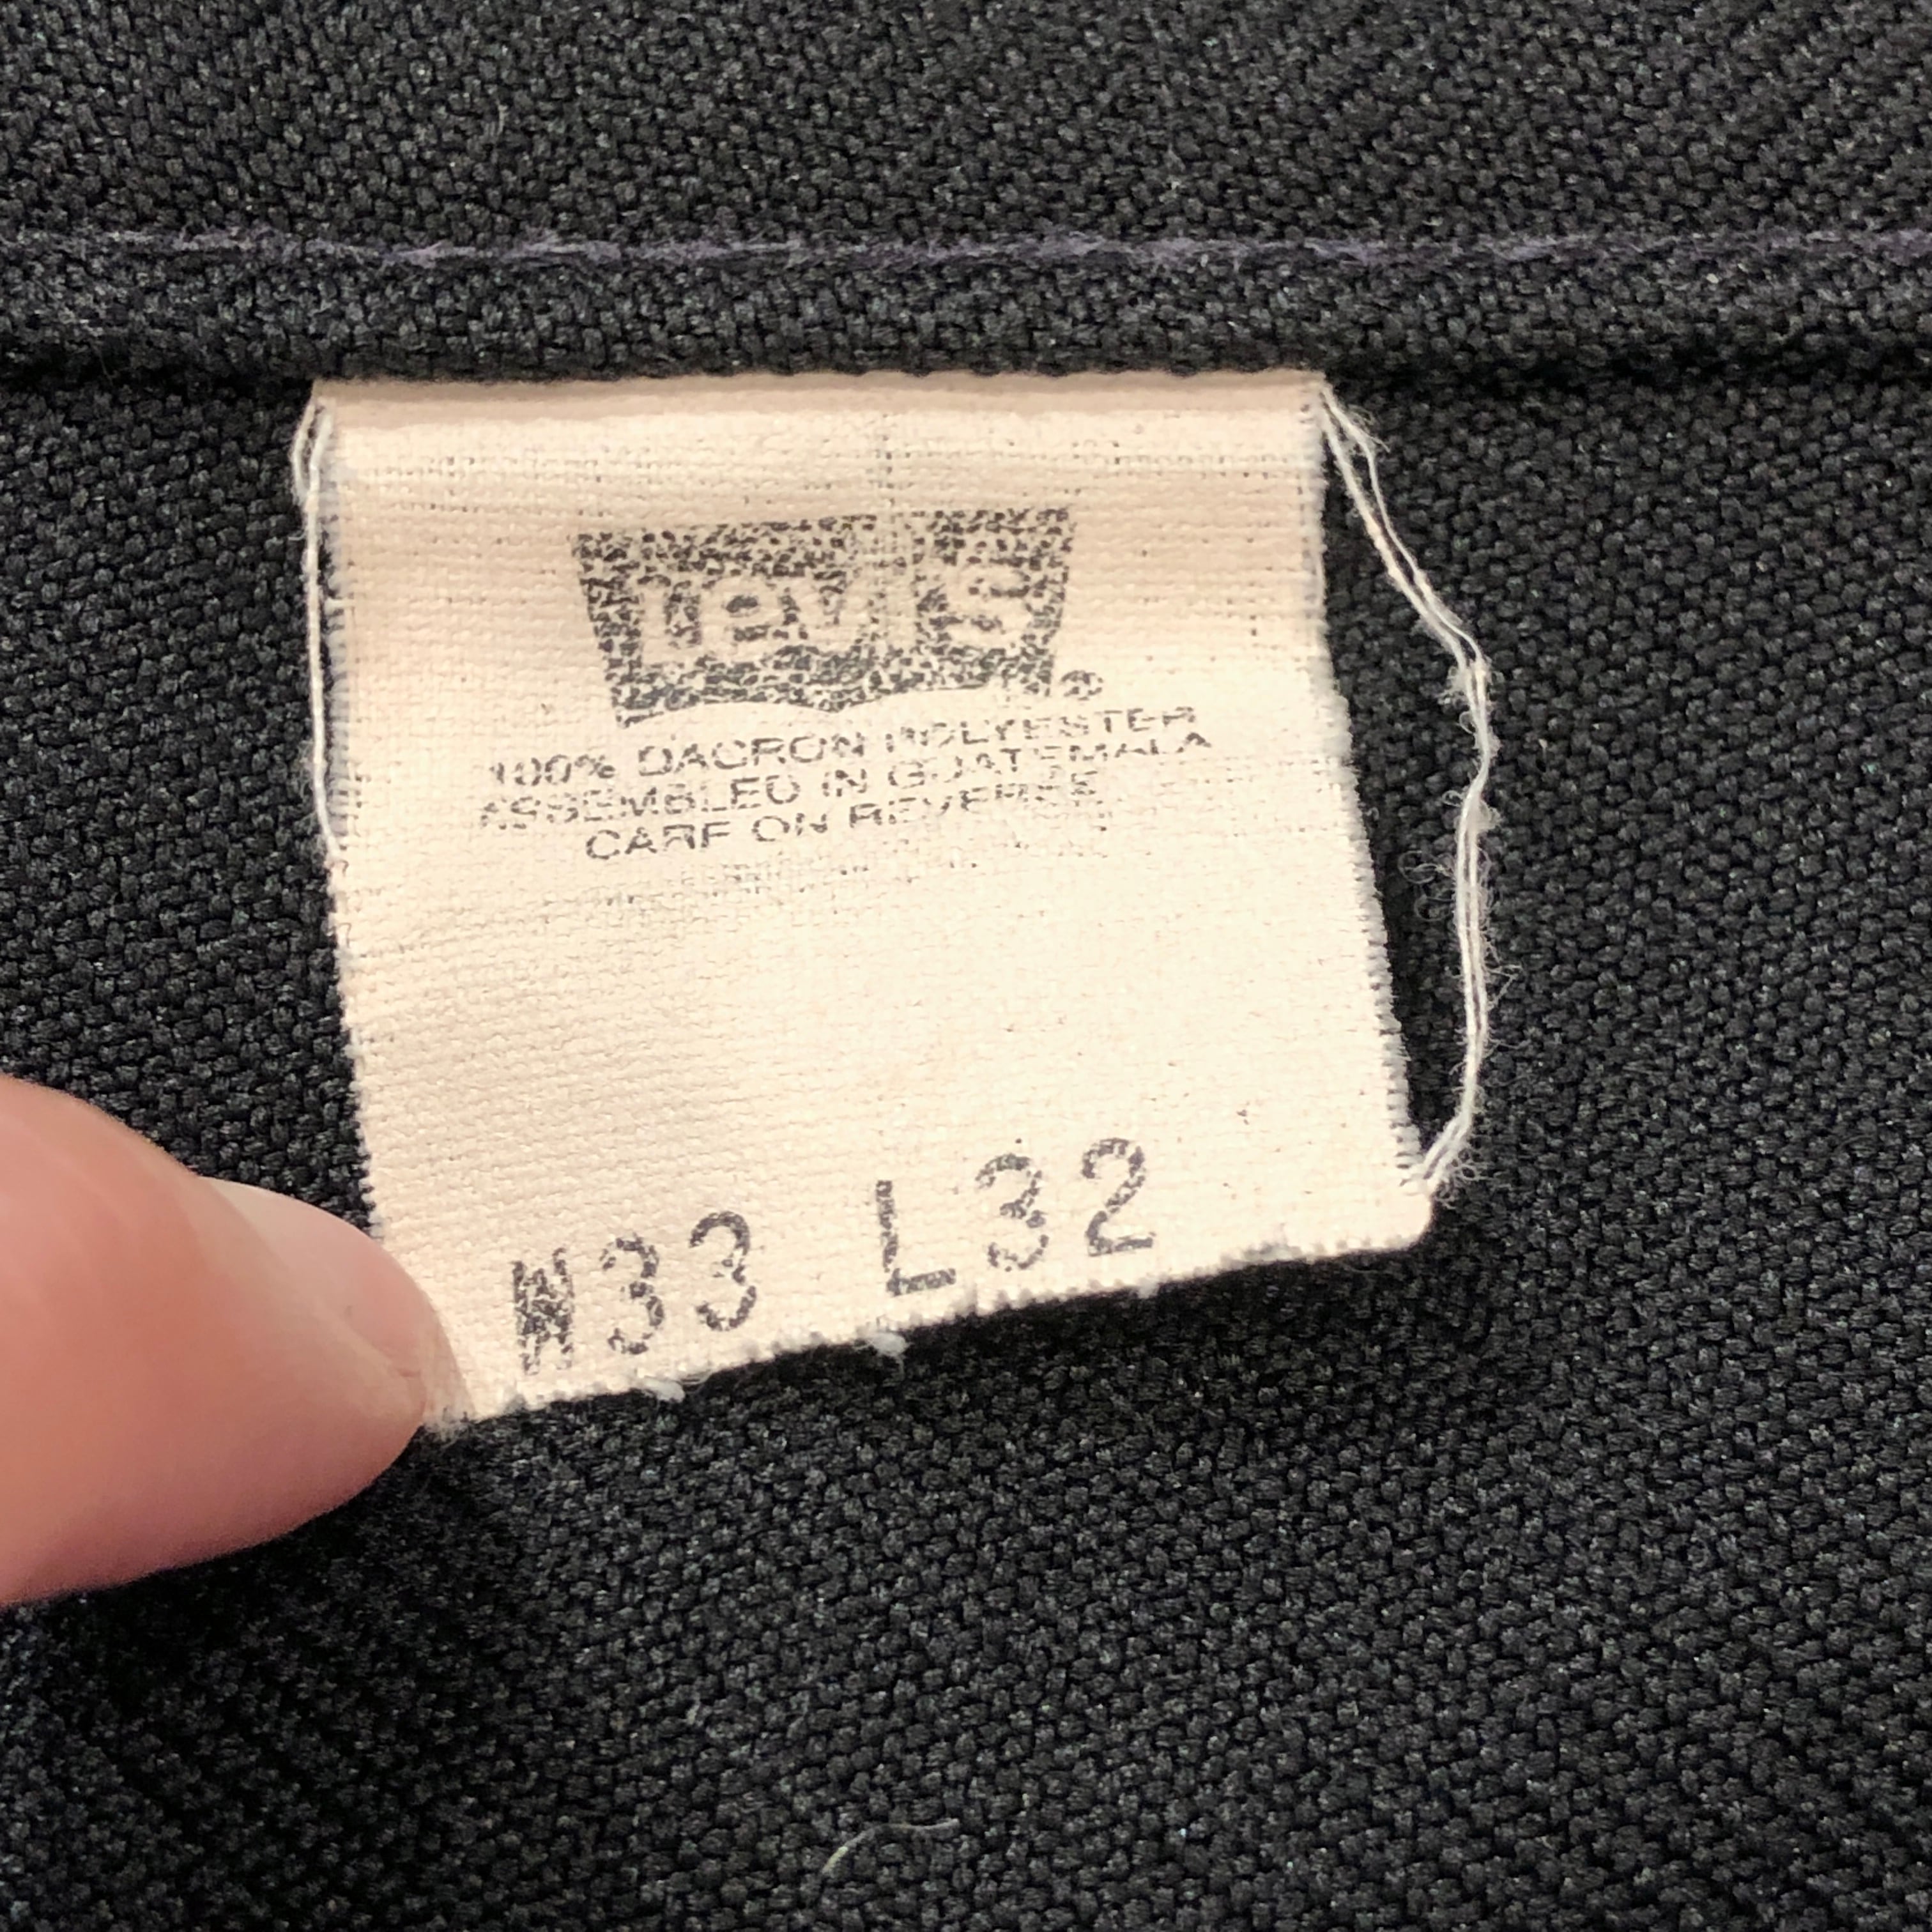 Levi's
®
100% DACRON POLYESTER
ASSEMBLED IN GUATEMALA
CARE ON REVERSE
W33 L32